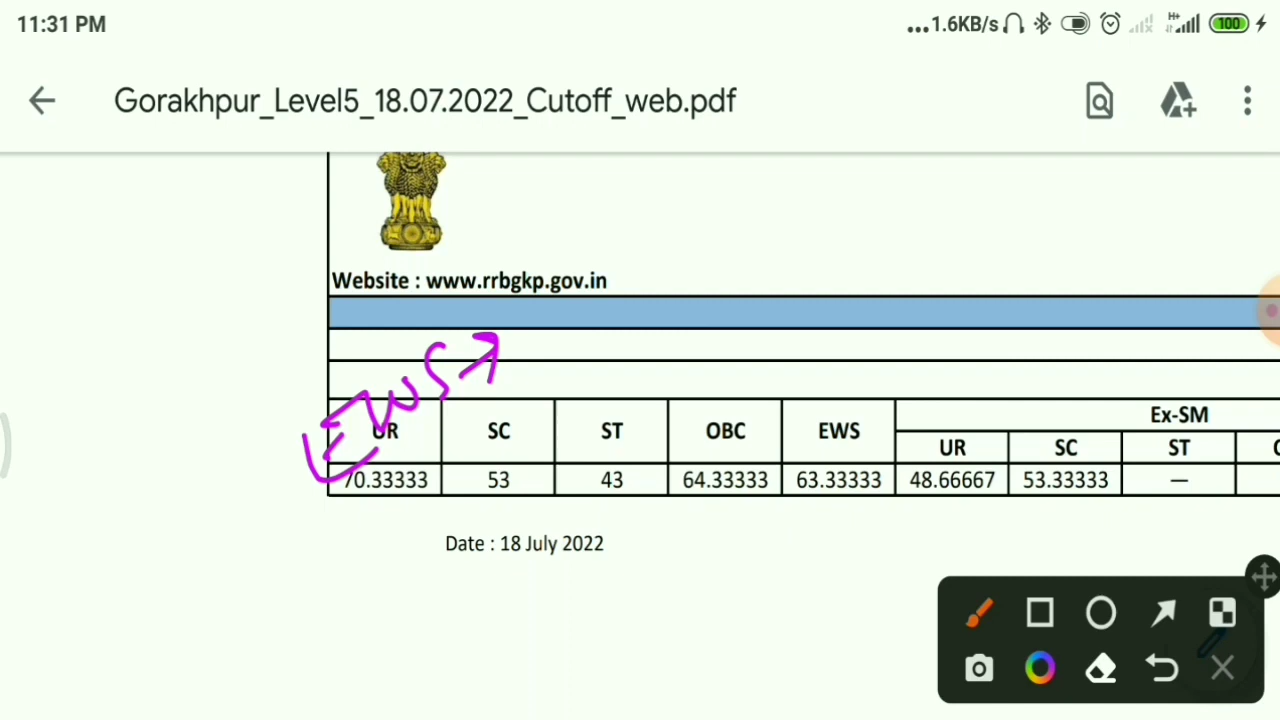 11:31 PM ...1.6KB/s H+ 100
Gorakhpur_Level5_18.07.2022_Cutoff_web.pdf
Website : www.rrbgkp.gov.in
EWS
UR SC ST OBC EWS Ex-SM
UR SC ST
70.33333 53 43 64.33333 63.33333 48.66667 53.33333 —
Date : 18 July 2022